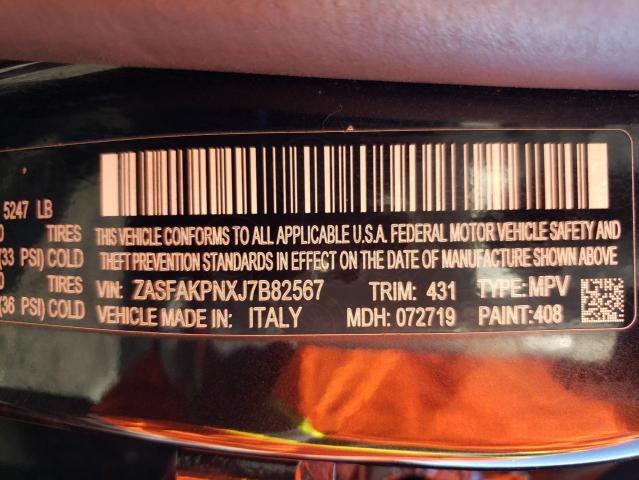 5247 LB
0 TIRES
(33 PSI) COLD
0 TIRES
(36 PSI) COLD
THIS VEHICLE CONFORMS TO ALL APPLICABLE U.S.A. FEDERAL MOTOR VEHICLE SAFETY AND
THEFT PREVENTION STANDARDS IN EFFECT ON THE DATE OF MANUFACTURE SHOWN ABOVE
VIN: ZASFAKPNXJ7B82567 TRIM: 431 TYPE: MPV
VEHICLE MADE IN: ITALY MDH: 072719 PAINT: 408